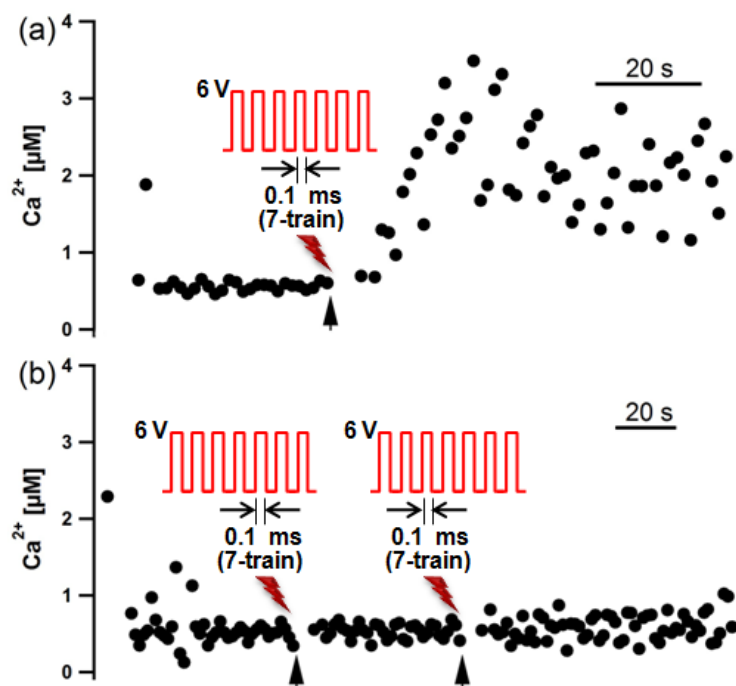 (a)
4
3
2
1
0
Ca²⁺ [µM]
6 V
0.1 ms
(7-train)
20 s
(b)
4
3
2
1
0
Ca²⁺ [µM]
6 V
0.1 ms
(7-train)
6 V
0.1 ms
(7-train)
20 s